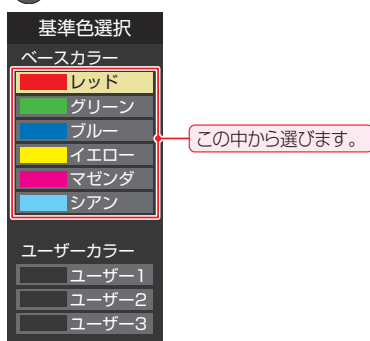 基準色選択
ベースカラー
レッド
グリーン
ブルー
イエロー
マゼンダ
シアン
この中から選びます。
ユーザーカラー
ユーザー1
ユーザー2
ユーザー3